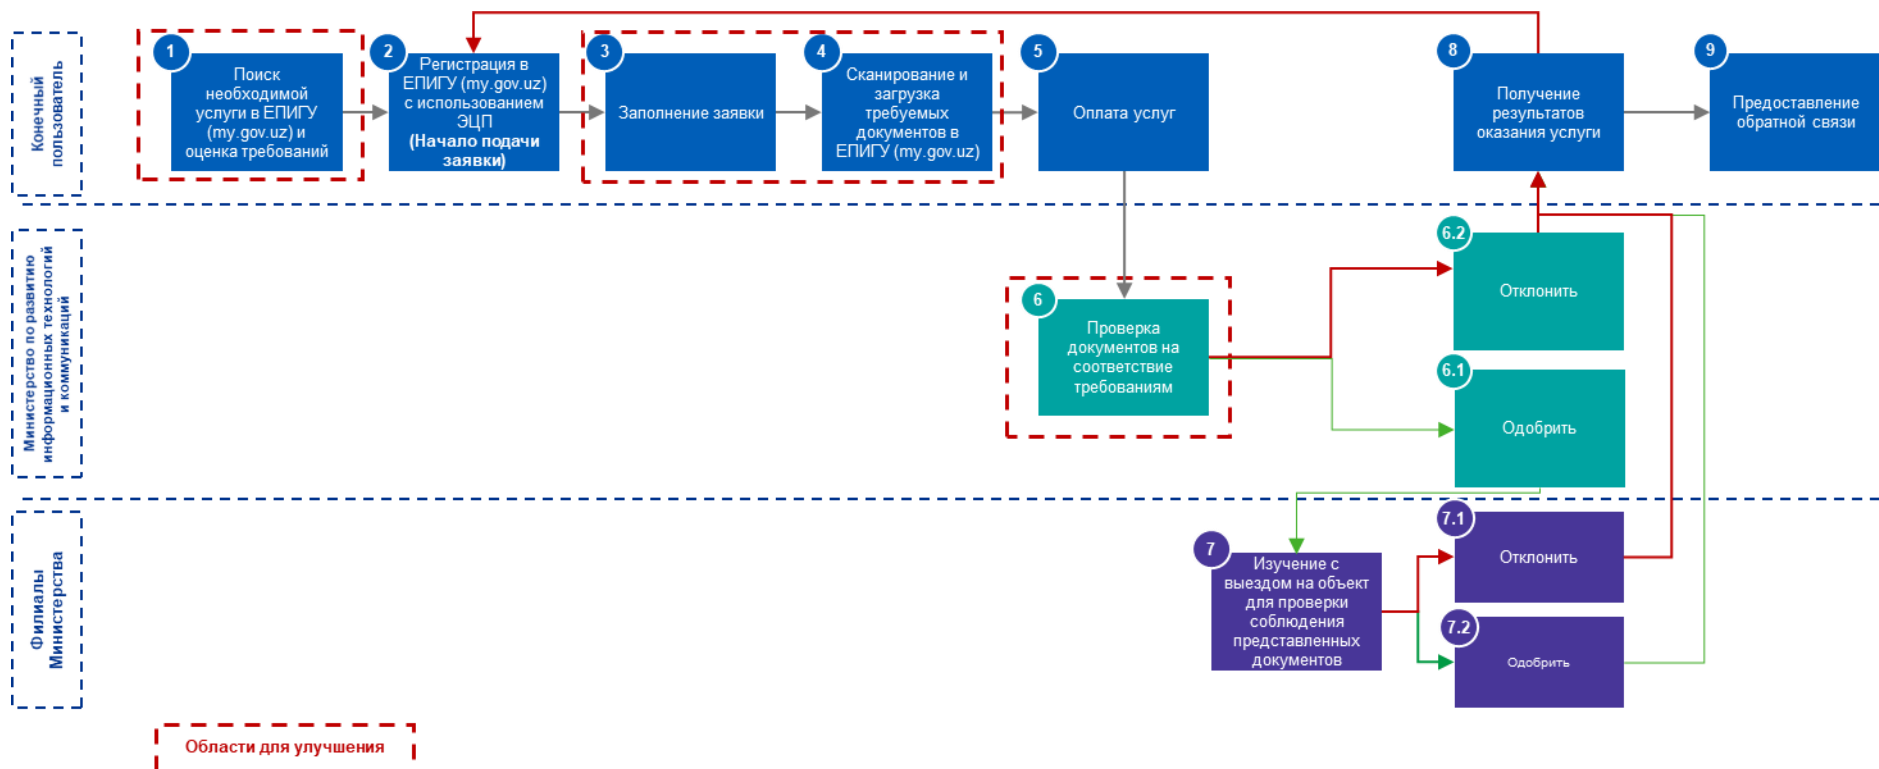 Конечный
пользователь
1
Поиск
необходимой
услуги в ЕПИГУ
(my.gov.uz) и
оценка требований
2
Регистрация в
ЕПИГУ (my.gov.uz)
с использованием
ЭЦП
(Начало подачи
заявки)
3
Заполнение заявки
4
Сканирование и
загрузка
требуемых
документов в
ЕПИГУ (my.gov.uz)
5
Оплата услуг
8
Получение
результатов
оказания услуги
9
Предоставление
обратной связи
Министерство по развитию
информационных технологий
и коммуникаций
6
Проверка
документов на
соответствие
требованиям
6.2
Отклонить
6.1
Одобрить
Филиалы
Министерства
7
Изучение с
выездом на объект
для проверки
соблюдения
представленных
документов
7.1
Отклонить
7.2
Одобрить
Области для улучшения